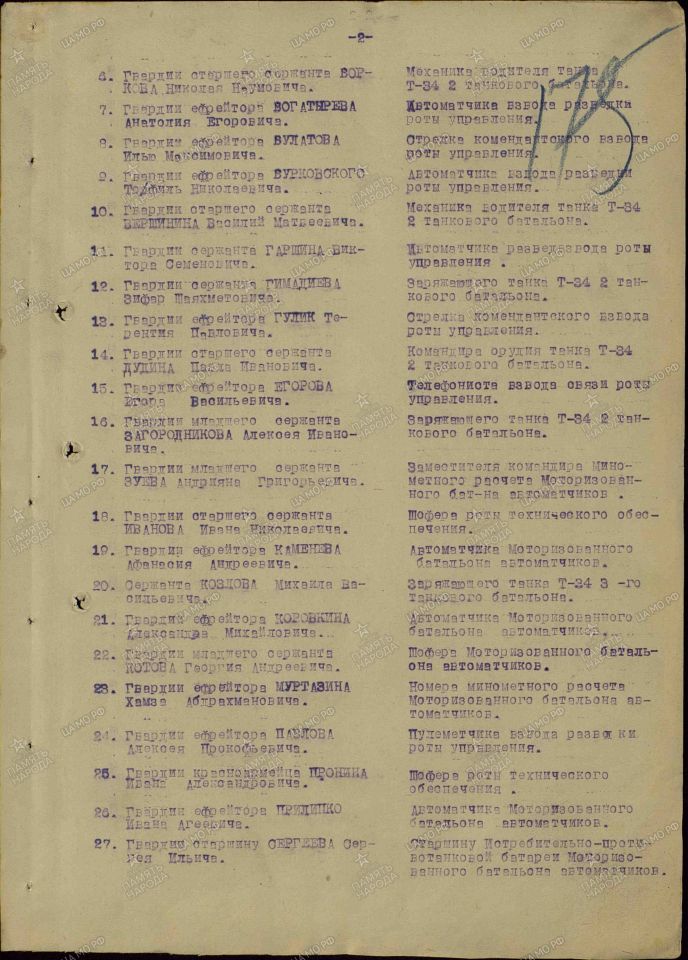 -2-
175
6. Гвардии старшего сержанта БОР-
КОВА Николая Наумовича.
Механика водителя танка
Т-34 2 танкового батальона.
7. Гвардии ефрейтора БОГАТЫРЕВА
Анатолия Егоровича.
Автоматчика взвода разведки
роты управления.
8. Гвардии ефрейтора БУЛАТОВА
Илью Максимовича.
Стрелка комендантского взвода
роты управления.
9. Гвардии ефрейтора БУРКОВСКОГО
Теофиль Николаевича.
Автоматчика взвода разведки
роты управления.
10. Гвардии старшего сержанта
ВЕРШИНИНА Василий Матвеевича.
Механика водителя танка Т-34
2 танкового батальона.
11. Гвардии сержанта ГАРШИНА Вик-
тора Семеновича.
Автоматчика разведвзвода роты
управления .
12. Гвардии сержанта ГИМАДИЕВА
Зифар Шаяхметовича.
Заряжающего танка Т-34 2 тан-
кового батальона.
13. Гвардии ефрейтора ГУЛИК Те-
рентия Павловича.
Стрелка комендантского взвода
роты управления.
14. Гвардии старшего сержанта
ДУДИНА Павла Ивановича.
Командира орудия танка Т-34
2 танкового батальона.
15. Гвардии ефрейтора ЕГОРОВА
Егора Васильевича.
Телефониста взвода связи роты
управления.
16. Гвардии младшего сержанта
ЗАГОРОДНИКОВА Алексея Ивано-
вича.
Заряжающего танка Т-34 2 тан-
кового батальона.
17. Гвардии младшего сержанта
ЗУЕВА Андрияна Григорьевича.
Заместителя командира Мино-
метного расчета Моторизован-
ного бат-на автоматчиков .
18. Гвардии старшего сержанта
ИВАНОВА Ивана Николаевича.
Шофера роты технического обес-
печения.
19. Гвардии ефрейтора КАМЕНЕВА
Афанасия Андреевича.
Автоматчика Моторизованного
батальона автоматчиков.
20. Сержанта КОЗЛОВА Михаила Ва-
сильевича.
Заряжающего танка Т-34 3 -го
танкового батальона.
21. Гвардии ефрейтора КОРОВКИНА
Александра Михайловича.
Автоматчика Моторизованного
батальона автоматчиков.
22. Гвардии младшего сержанта
КОТОВА Георгия Андреевича.
Шофера Моторизованного баталь-
она автоматчиков.
23. Гвардии ефрейтора МУРТАЗИНА
Хамза Абдрахмановича.
Номера минометного расчета
Моторизованного батальона ав-
томатчиков.
24. Гвардии ефрейтора ПАВЛОВА
Алексея Прокофьевича.
Пулеметчика взвода разведки
роты управления.
25. Гвардии красноармейца ПРОНИНА
Ивана Александровича.
Шофера роты технического
обеспечения .
26. Гвардии ефрейтора ПРИДИПКО
Ивана Агеевича.
Автоматчика Моторизованного
батальона автоматчиков.
27. Гвардии старшину СЕРГЕЕВА Сер-
гея Ильича.
Старшину Истребительно-проти-
вотанковой батареи Моторизо-
ванного батальона автоматчиков.